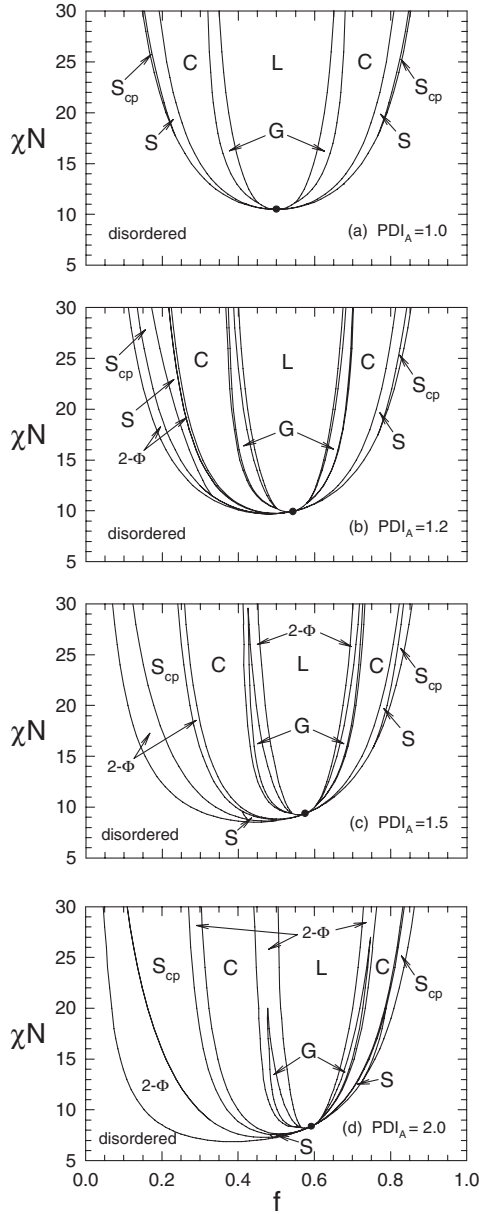 30
25
20
χN
15
10
5
S_cp
C
L
C
S_cp
S
G
S
disordered
(a) PDI_A=1.0
30
25
20
χN
15
10
5
S_cp
C
L
C
S_cp
S
2-Φ
G
S
disordered
(b) PDI_A=1.2
30
25
20
χN
15
10
5
2-Φ
S_cp
C
L
C
S_cp
2-Φ
G
S
S
disordered
(c) PDI_A=1.5
30
25
20
χN
15
10
5
2-Φ
S_cp
C
L
C
S_cp
2-Φ
G
S
S
disordered
(d) PDI_A= 2.0
0.0 0.2 0.4 0.6 0.8 1.0
f